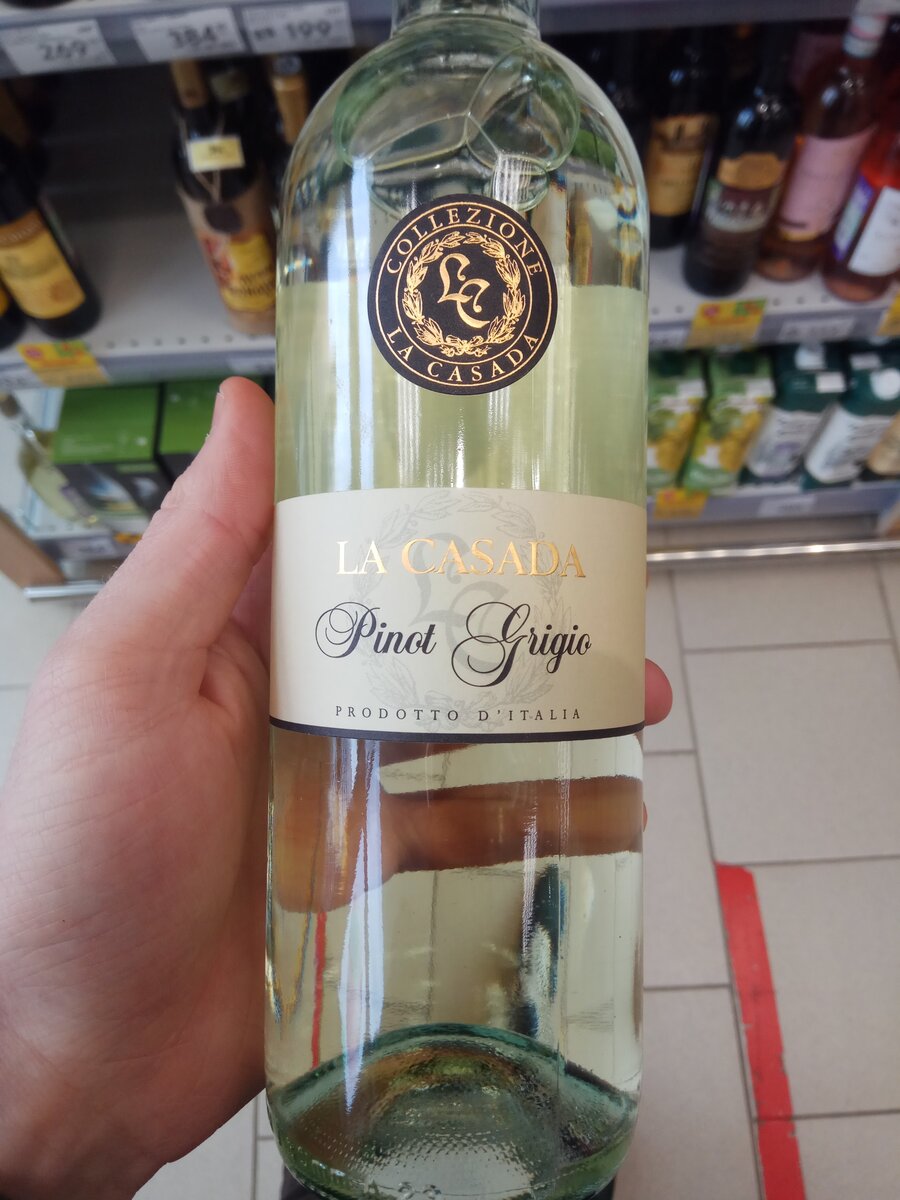 269
384
199
COLLEZIONE
LC
LA CASADA
LA CASADA
Pinot Grigio
PRODOTTO D'ITALIA